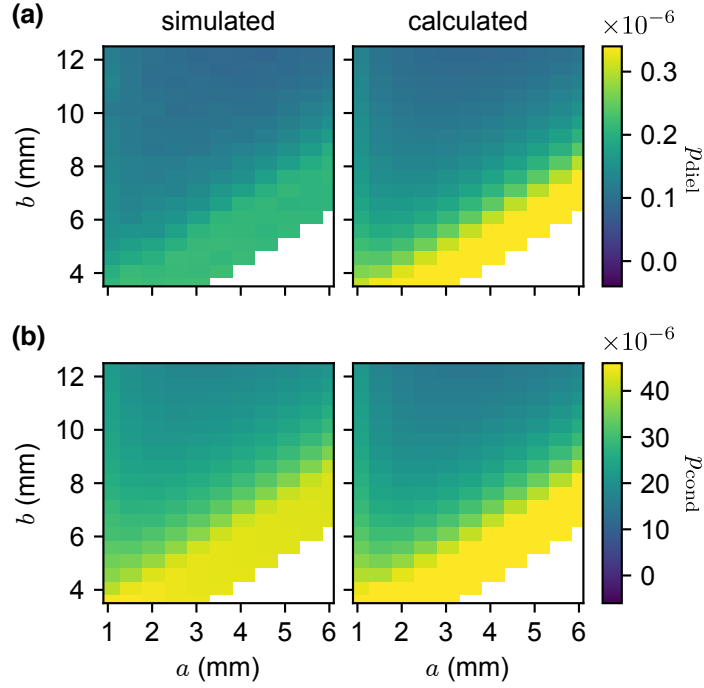 (a) simulated calculated ×10⁻⁶
12
10
8
6
4
b (mm)
0.3
0.2
0.1
0.0
p_diel
(b) ×10⁻⁶
12
10
8
6
4
b (mm)
40
30
20
10
0
p_cond
1 2 3 4 5 6 1 2 3 4 5 6
a (mm) a (mm)